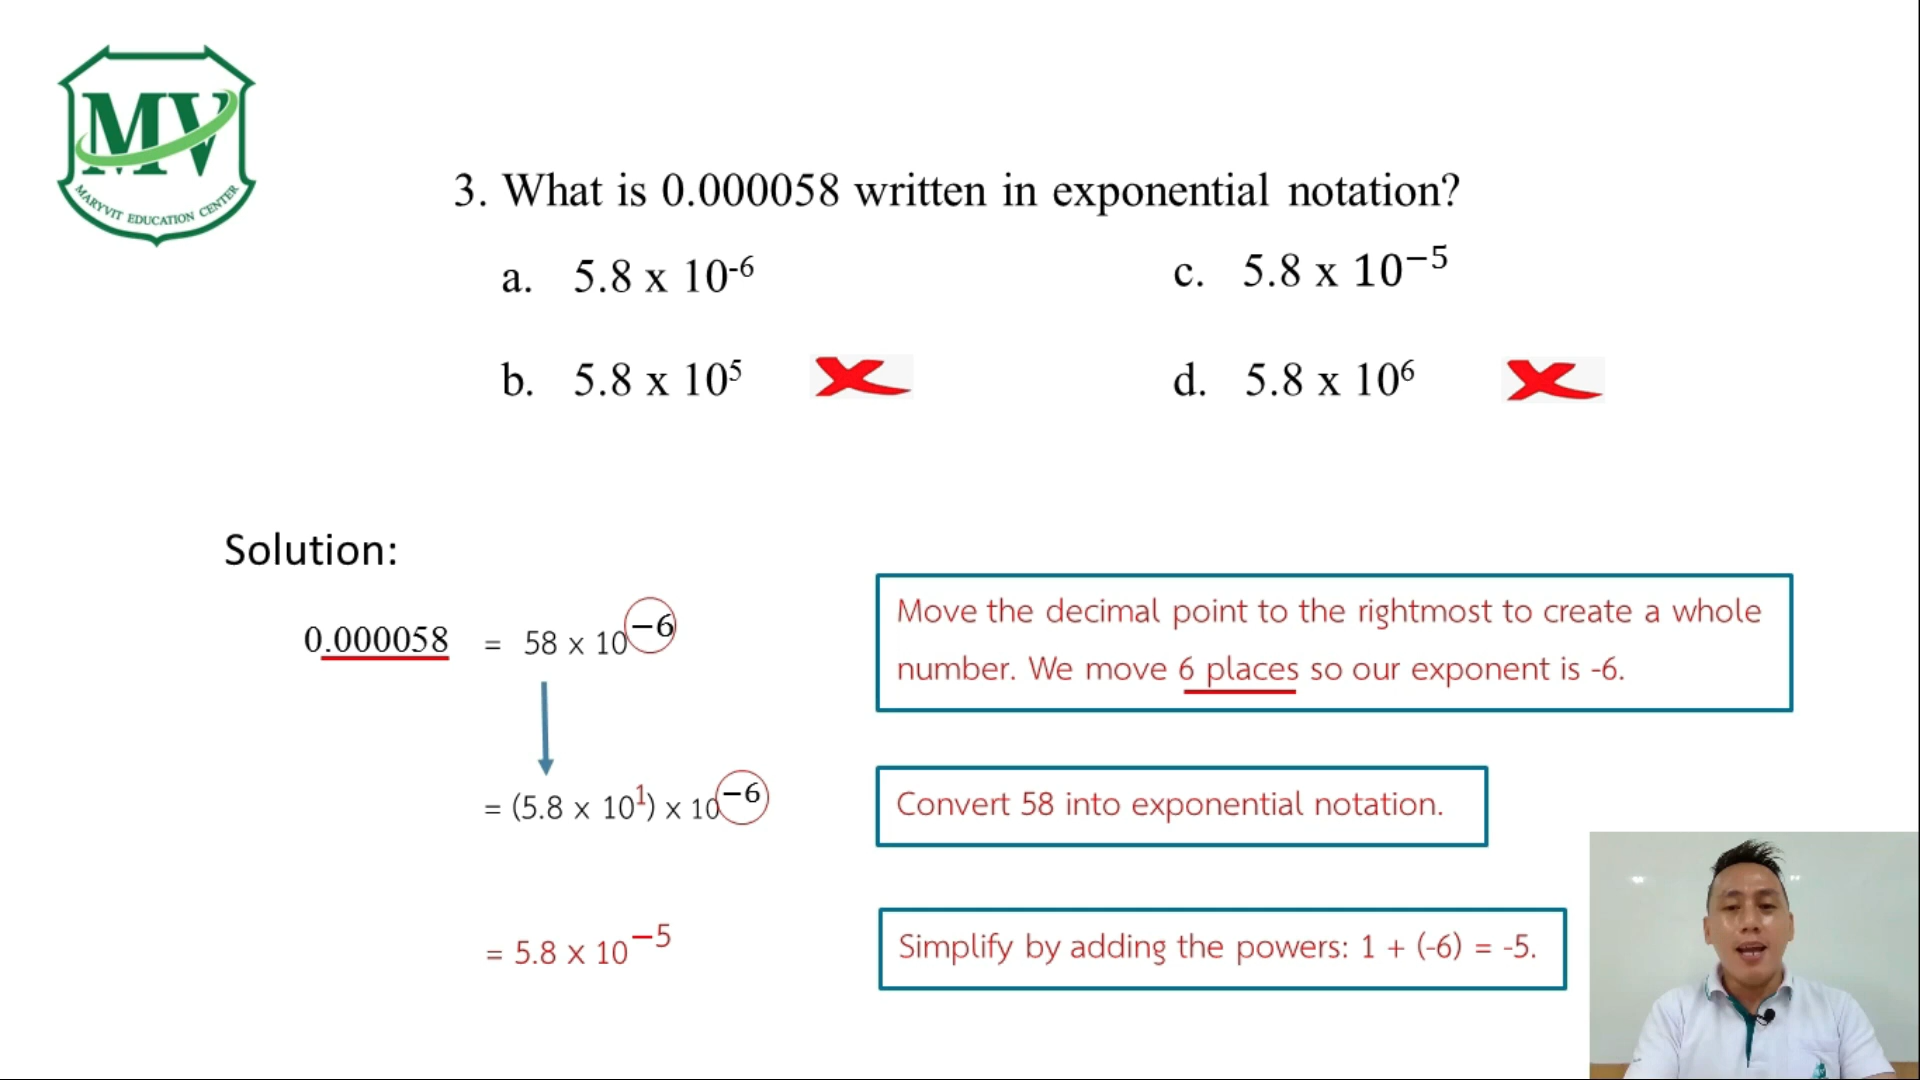 MV
MARYVIT EDUCATION CENTER
3. What is 0.000058 written in exponential notation?
a. 5.8 x 10⁻⁶
c. 5.8 x 10⁻⁵
b. 5.8 x 10⁵
d. 5.8 x 10⁶
Solution:
0.000058 = 58 x 10⁻⁶
Move the decimal point to the rightmost to create a whole
number. We move 6 places so our exponent is -6.
= (5.8 x 10¹) x 10⁻⁶
Convert 58 into exponential notation.
= 5.8 x 10⁻⁵
Simplify by adding the powers: 1 + (-6) = -5.